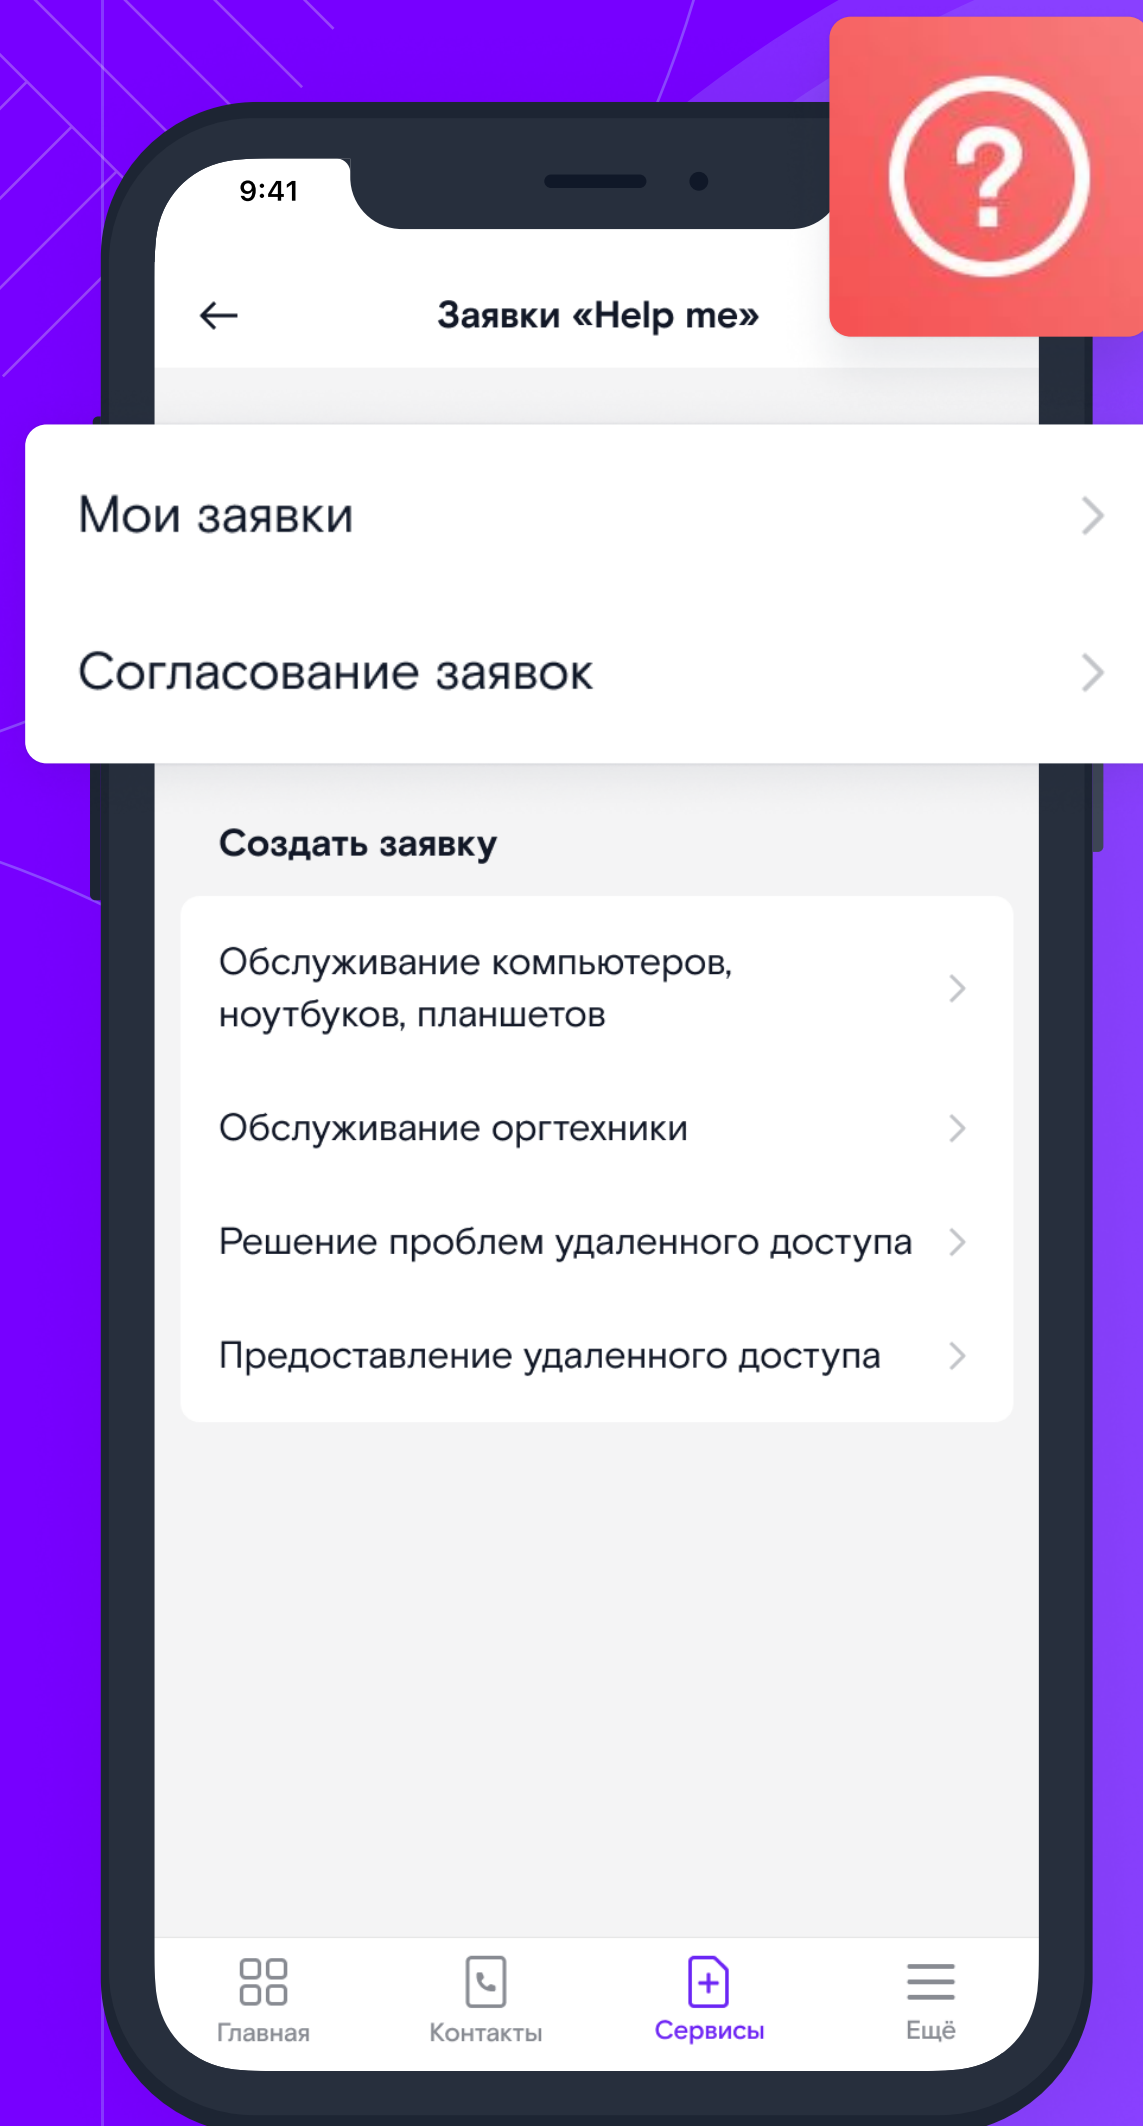 9:41
?
Заявки «Help me»
Мои заявки
Согласование заявок
Создать заявку
Обслуживание компьютеров,
ноутбуков, планшетов
Обслуживание оргтехники
Решение проблем удаленного доступа
Предоставление удаленного доступа
Главная
Контакты
Сервисы
Ещё